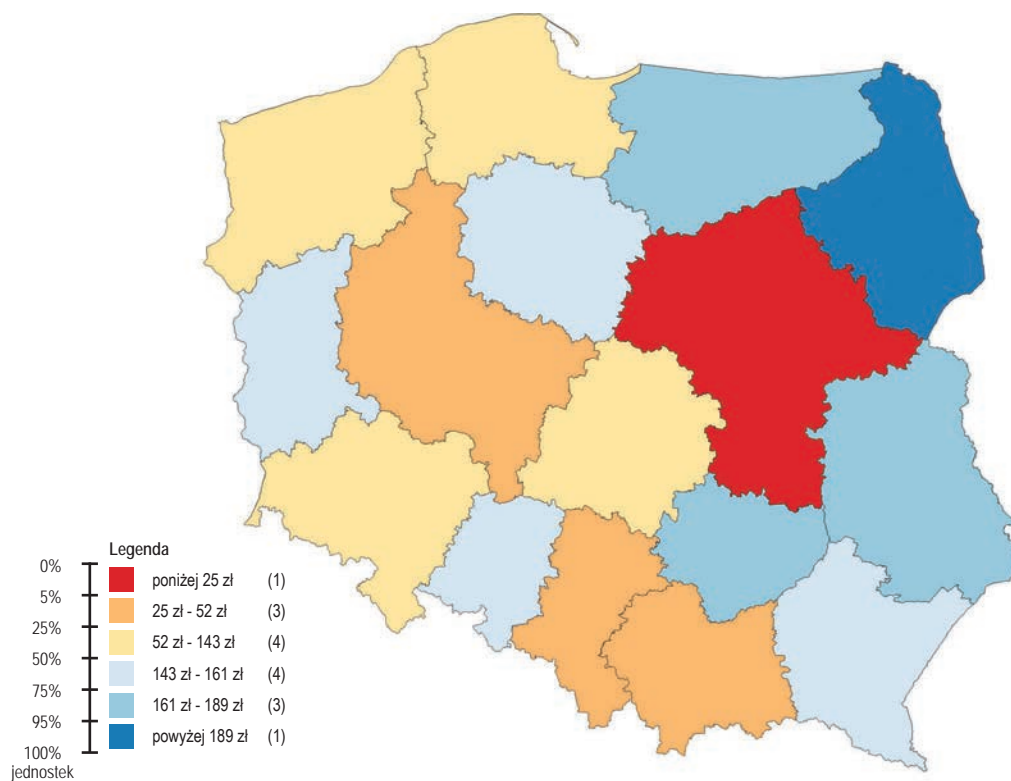 Legenda
0%
poniżej 25 zł (1)
5%
25 zł - 52 zł (3)
25%
52 zł - 143 zł (4)
50%
143 zł - 161 zł (4)
75%
161 zł - 189 zł (3)
95%
powyżej 189 zł (1)
100%
jednostek